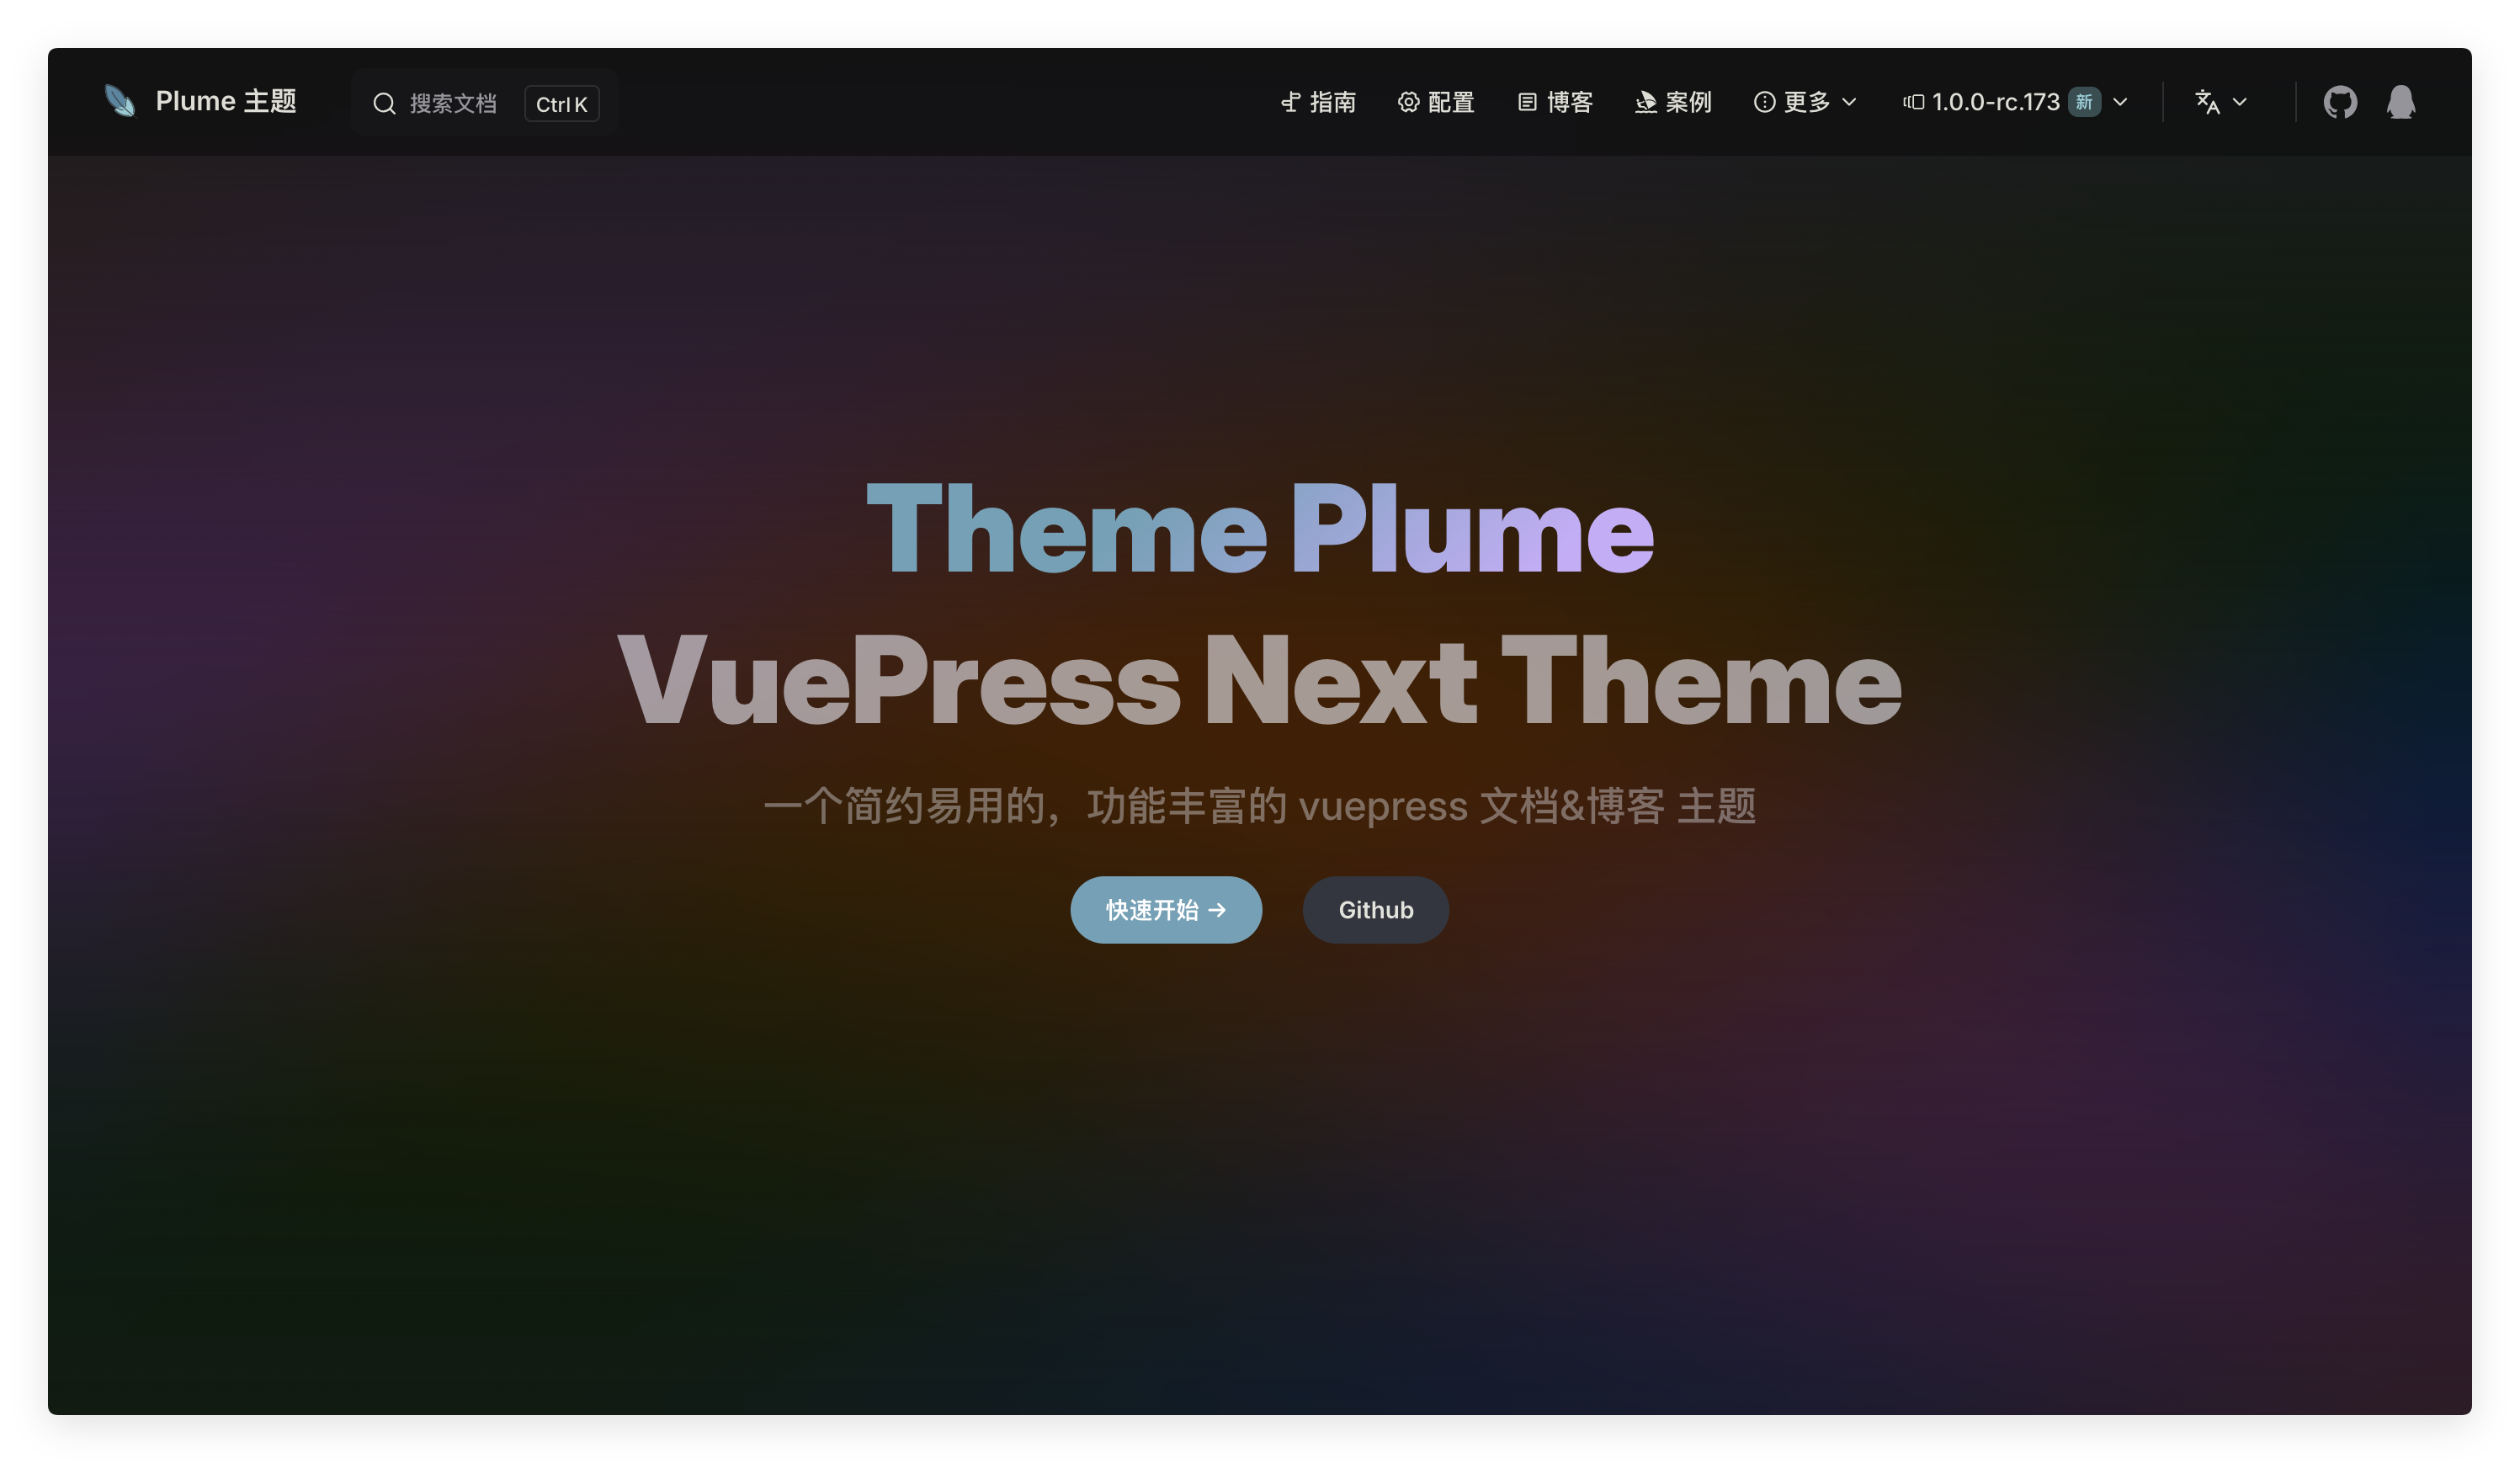 Plume 主题 搜索文档 Ctrl K 指南 配置 博客 案例 更多 1.0.0-rc.173 新
Theme Plume
VuePress Next Theme
一个简约易用的，功能丰富的 vuepress 文档&博客 主题
快速开始 → Github